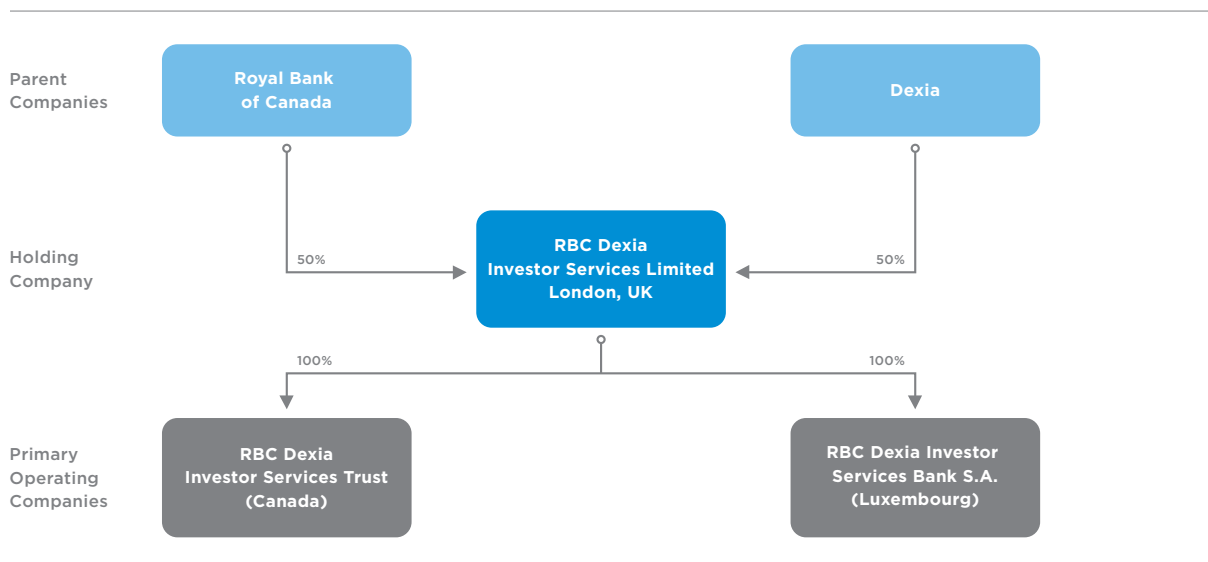 Parent
Companies
Royal Bank
of Canada
Dexia
Holding
Company
50%
RBC Dexia
Investor Services Limited
London, UK
50%
100%
100%
Primary
Operating
Companies
RBC Dexia
Investor Services Trust
(Canada)
RBC Dexia Investor
Services Bank S.A.
(Luxembourg)